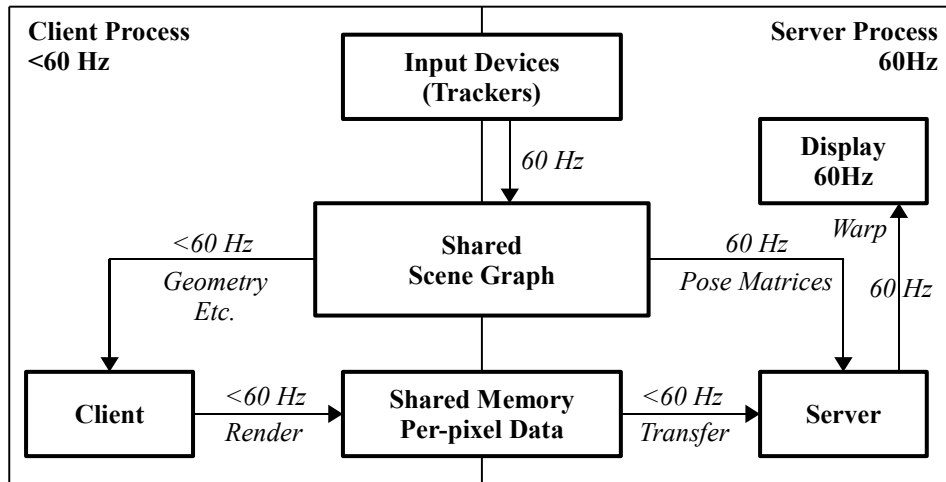 Client Process
<60 Hz
Server Process
60Hz
Input Devices
(Trackers)
60 Hz
Display
60Hz
Warp
60 Hz
Shared
Scene Graph
<60 Hz
Geometry
Etc.
60 Hz
Pose Matrices
Client
<60 Hz
Render
Shared Memory
Per-pixel Data
<60 Hz
Transfer
Server